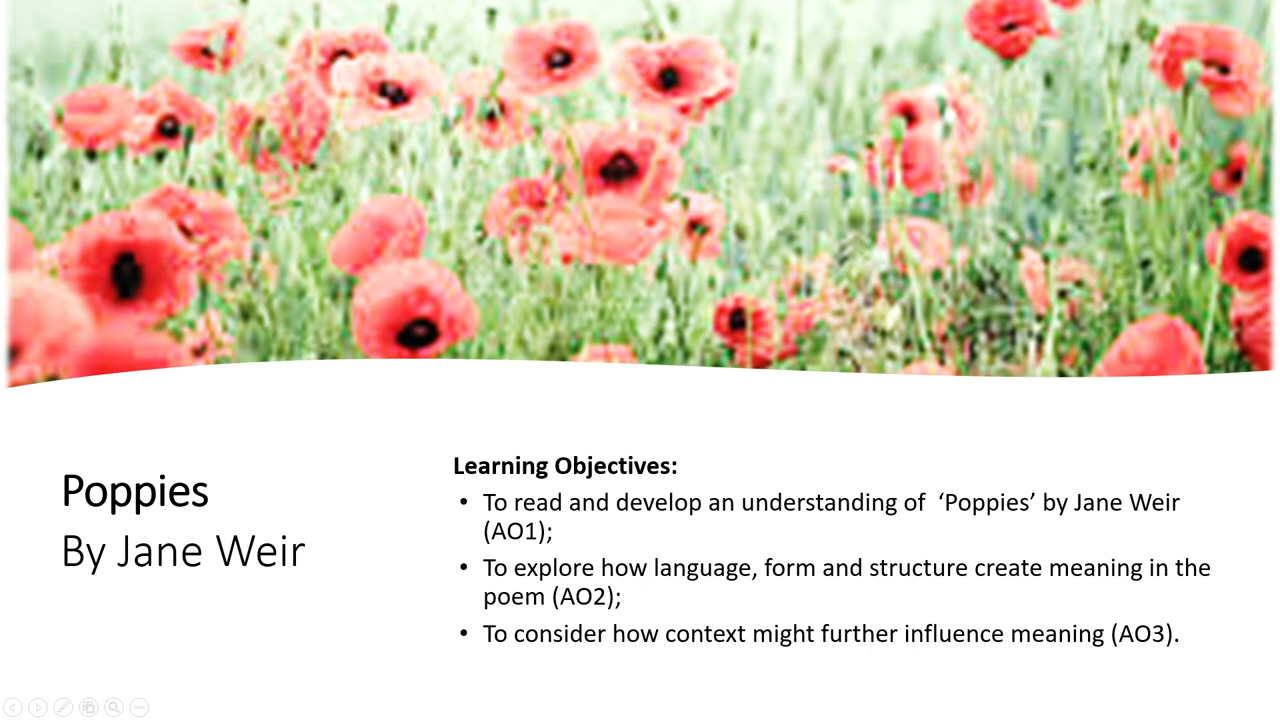 Poppies
By Jane Weir
Learning Objectives:
• To read and develop an understanding of  ‘Poppies’ by Jane Weir
(AO1);
• To explore how language, form and structure create meaning in the
poem (AO2);
• To consider how context might further influence meaning (AO3).